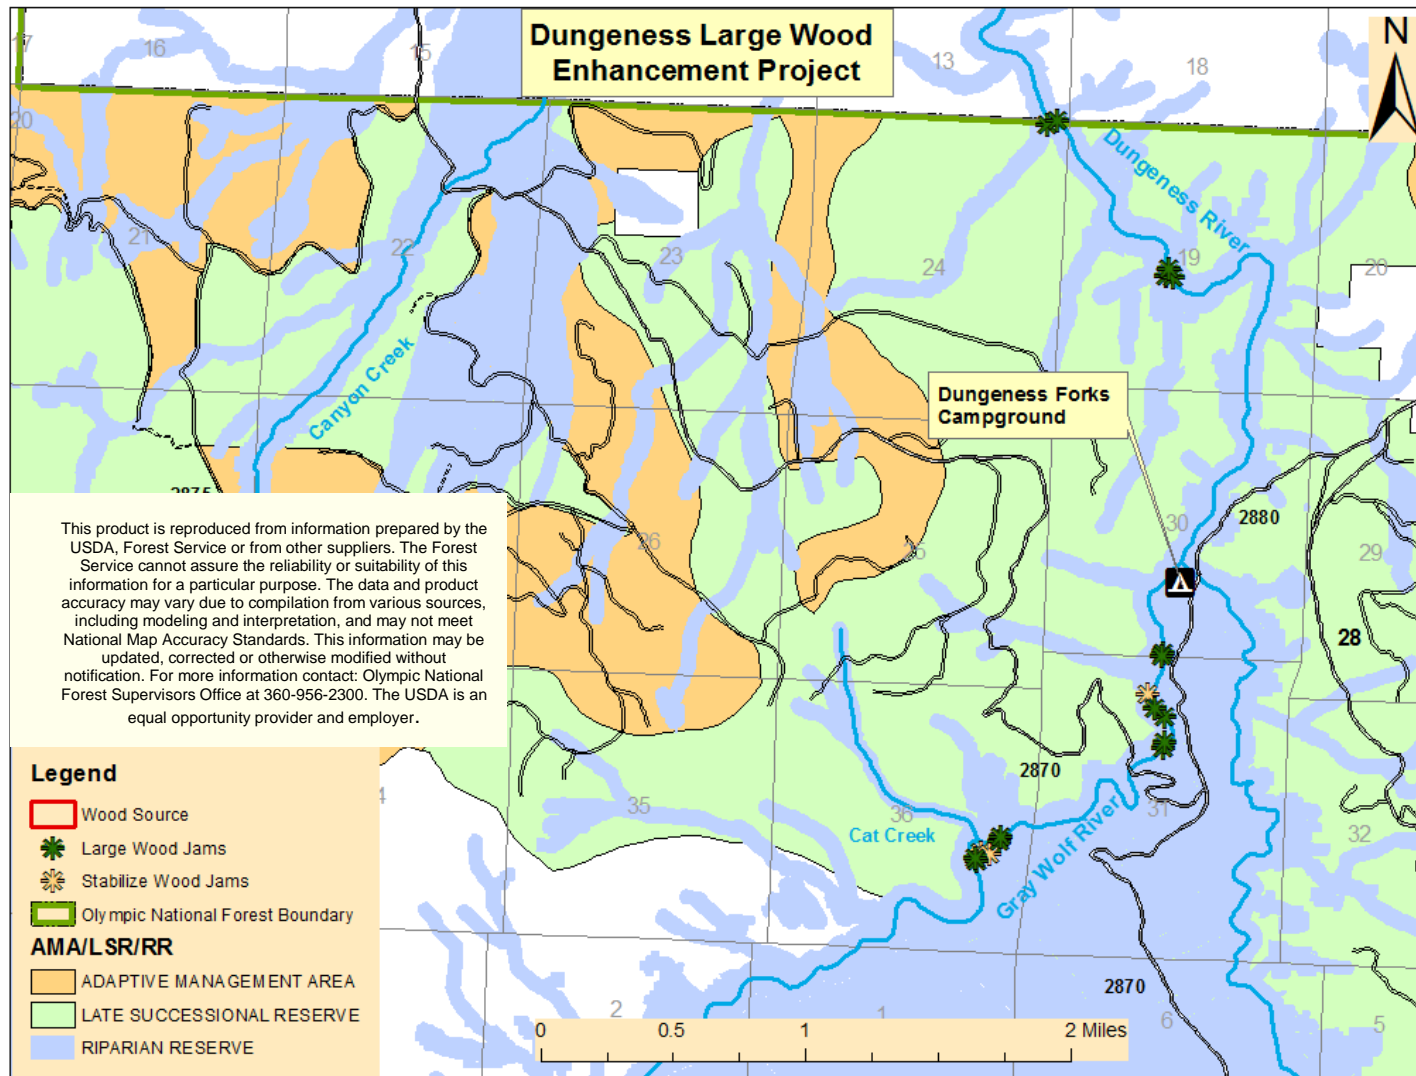 Dungeness Large Wood
Enhancement Project
N
17
16
15
13
18
20
Dungeness River
21
22
23
24
19
20
Canyon Creek
Dungeness Forks
Campground
2875
30
2880
26
25
29
28
This product is reproduced from information prepared by the
USDA, Forest Service or from other suppliers. The Forest
Service cannot assure the reliability or suitability of this
information for a particular purpose. The data and product
accuracy may vary due to compilation from various sources,
including modeling and interpretation, and may not meet
National Map Accuracy Standards. This information may be
updated, corrected or otherwise modified without
notification. For more information contact: Olympic National
Forest Supervisors Office at 360-956-2300. The USDA is an
equal opportunity provider and employer.
2870
35
36
31
32
Cat Creek
Gray Wolf River
Legend
Wood Source
Large Wood Jams
Stabilize Wood Jams
Olympic National Forest Boundary
AMA/LSR/RR
ADAPTIVE MANAGEMENT AREA
LATE SUCCESSIONAL RESERVE
RIPARIAN RESERVE
4
2
1
2870
6
5
0 0.5 1 2 Miles